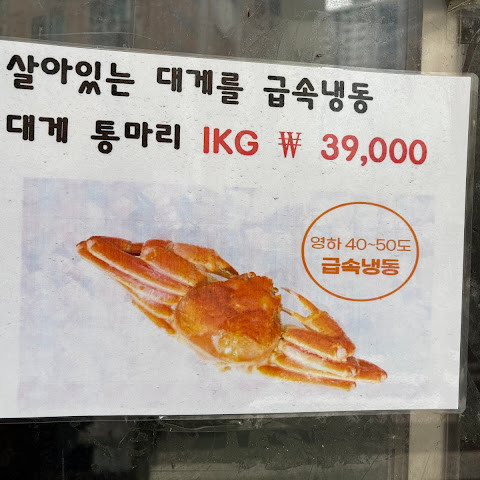 살아있는 대게를 급속냉동
대게 통마리 1KG ₩ 39,000
영하 40~50도
급속냉동